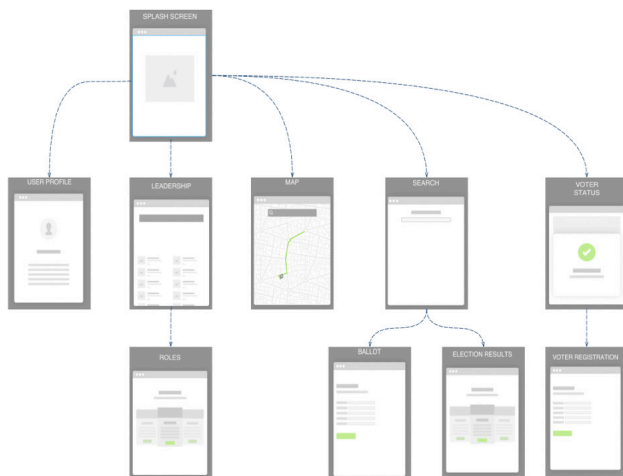 SPLASH SCREEN
USER PROFILE
LEADERSHIP
MAP
SEARCH
VOTER
STATUS
ROLES
BALLOT
ELECTION RESULTS
VOTER REGISTRATION